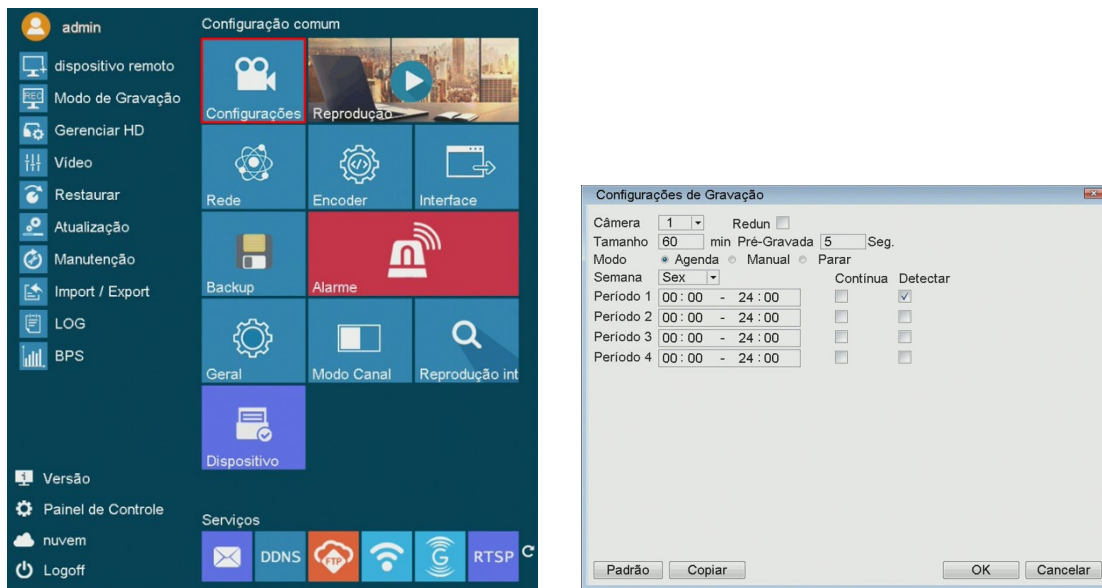 admin
dispositivo remoto
REC
Modo de Gravação
Gerenciar HD
Vídeo
Restaurar
Atualização
Manutenção
Import / Export
LOG
BPS
Versão
Painel de Controle
nuvem
Logoff
Configuração comum
Configurações
Reprodução
Rede
Encoder
Interface
Backup
Alarme
Geral
Modo Canal
Reprodução int
Dispositivo
Serviços
DDNS
FTP
G
RTSP
Configurações de Gravação
Câmera 1 Redun
Tamanho 60 min Pré-Gravada 5 Seg.
Modo Agenda Manual Parar
Semana Sex Contínua Detectar
Período 1 00:00 - 24:00
Período 2 00:00 - 24:00
Período 3 00:00 - 24:00
Período 4 00:00 - 24:00
Padrão Copiar OK Cancelar